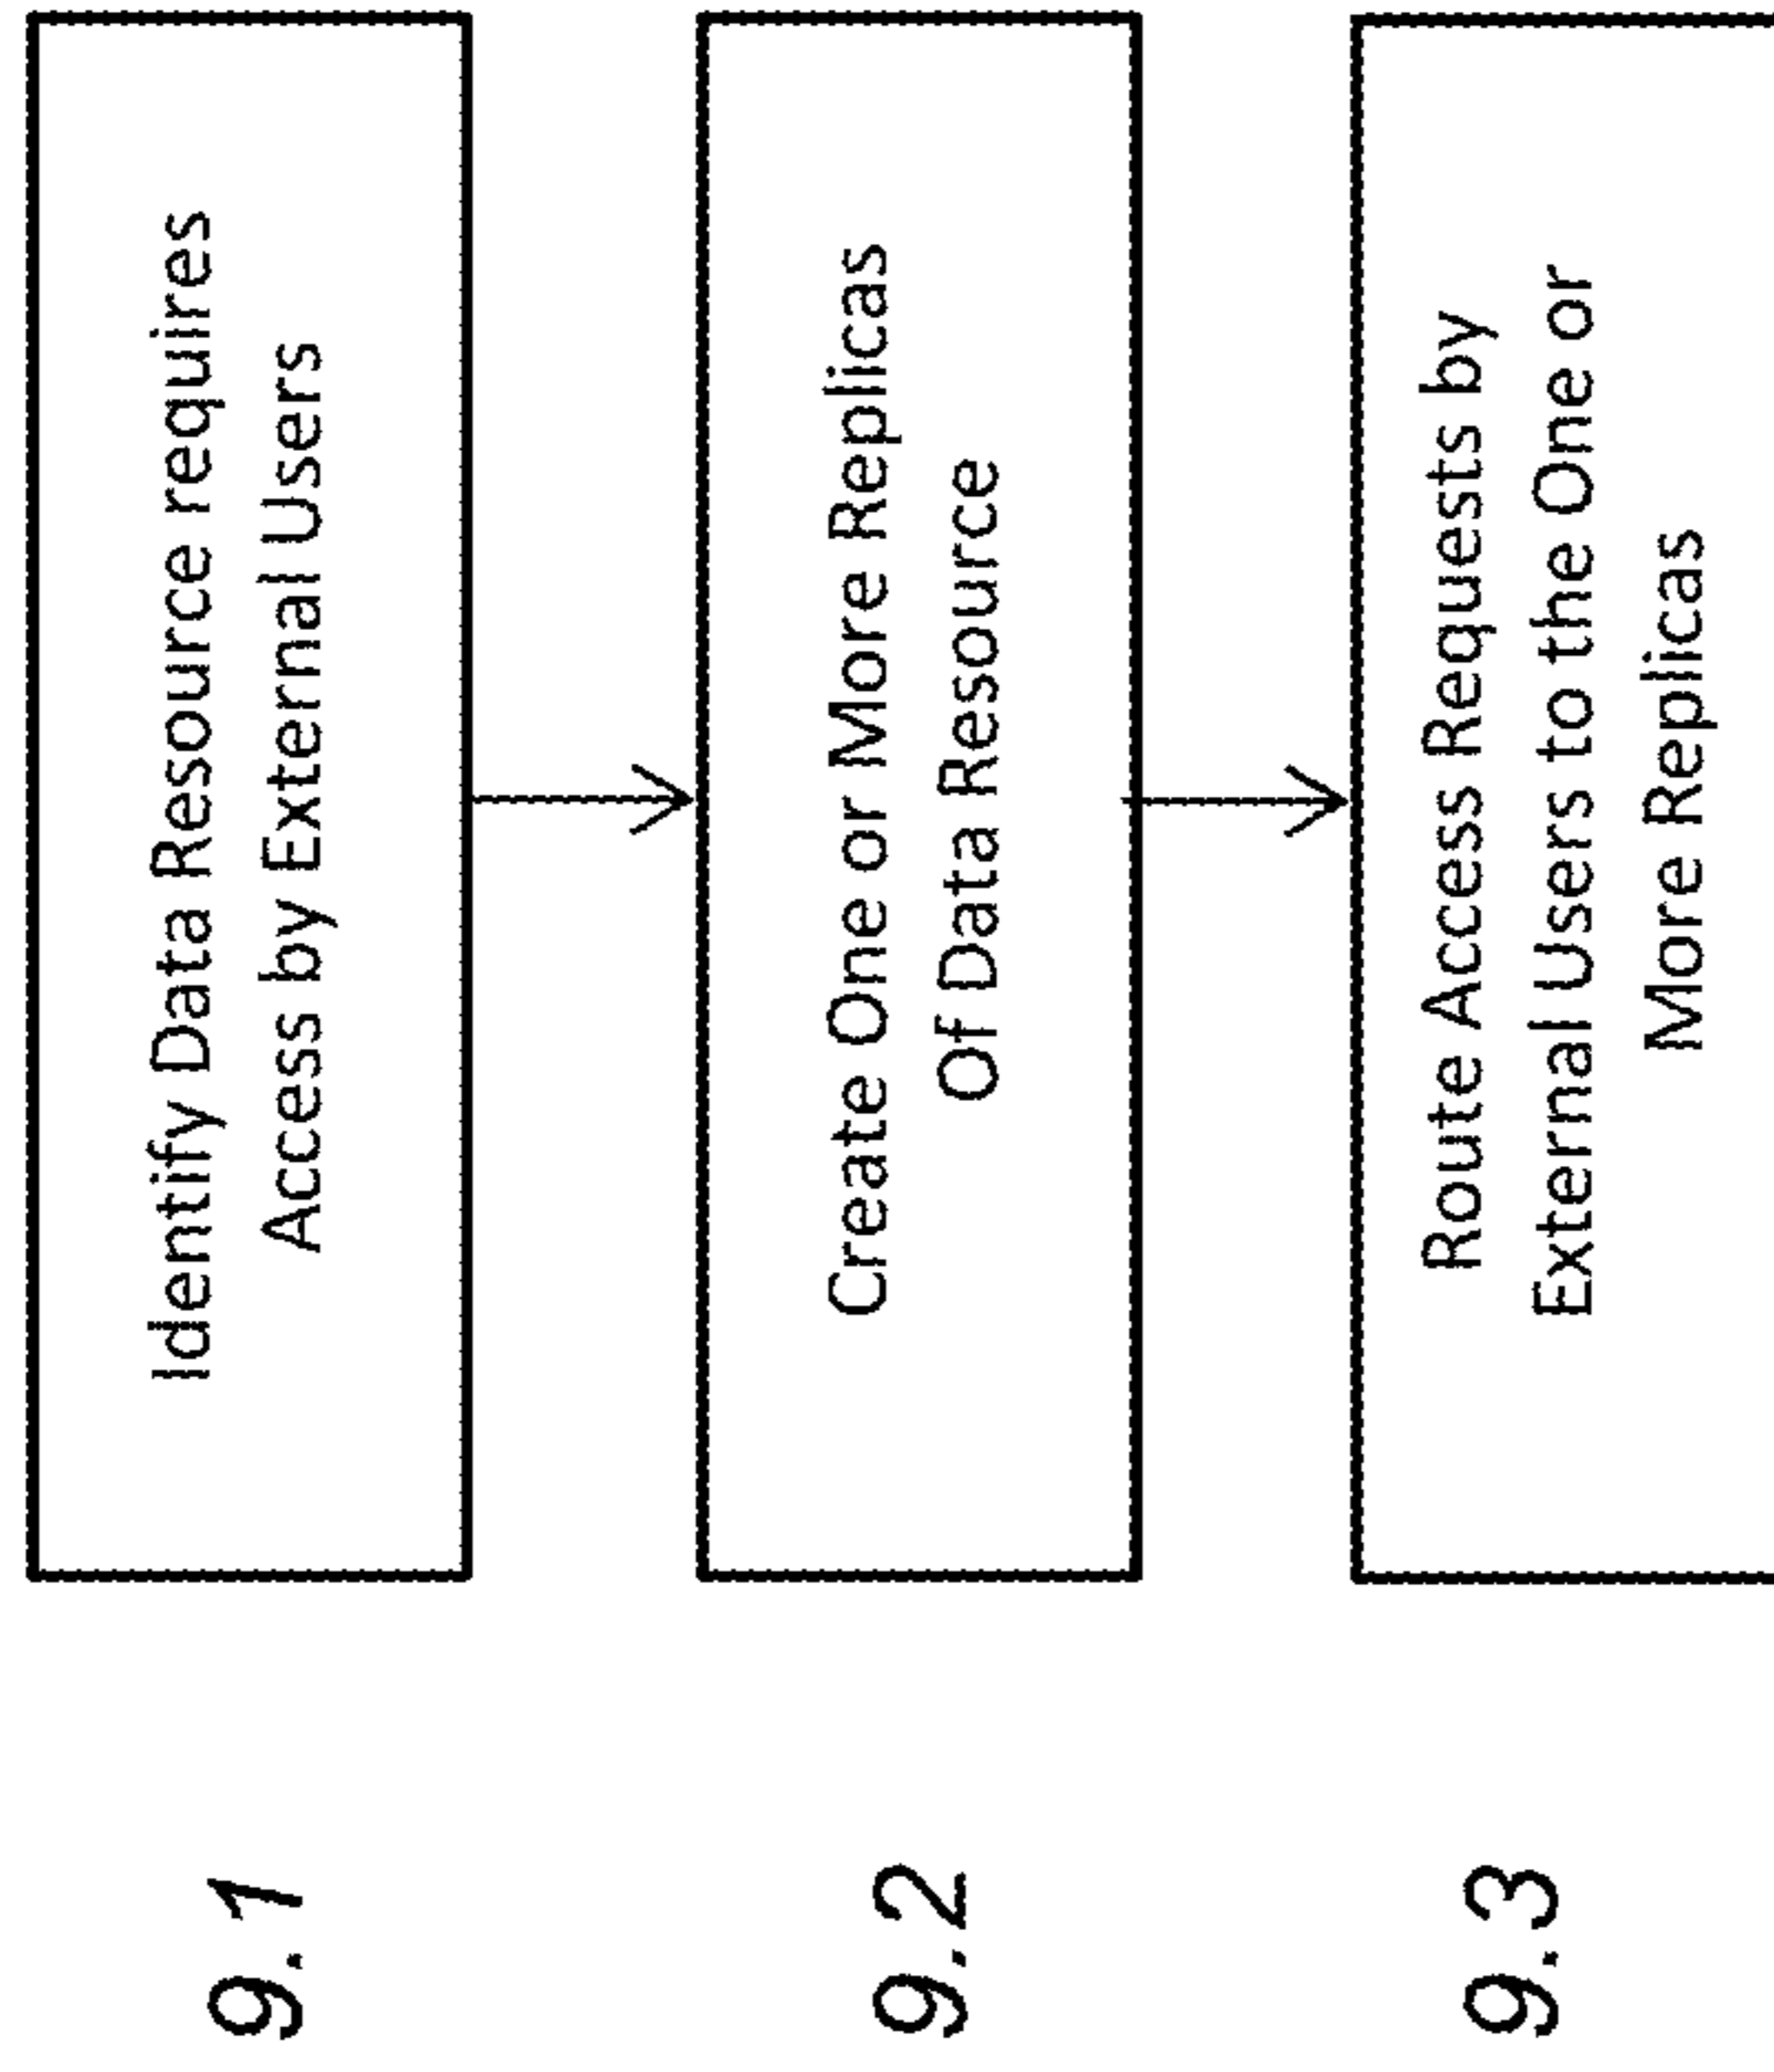 9.1
Identify Data Resource requires
Access by External Users
9.2
Create One or More Replicas
Of Data Resource
9.3
Route Access Requests by
External Users to the One or
More Replicas